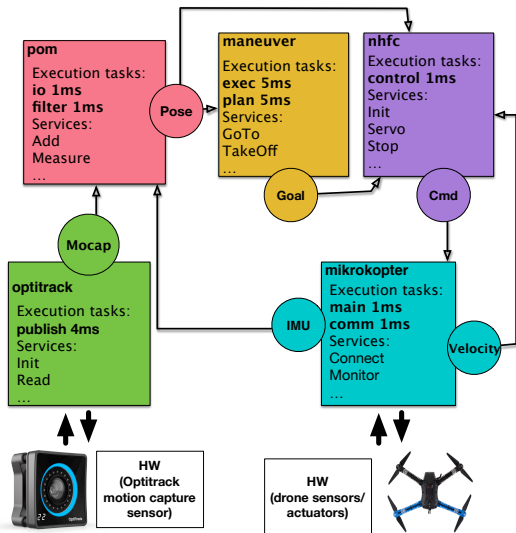 pom
Execution tasks:
io 1ms
filter 1ms
Services:
Add
Measure
...
Pose
maneuver
Execution tasks:
exec 5ms
plan 5ms
Services:
GoTo
TakeOff
...
Goal
nhfc
Execution tasks:
control 1ms
Services:
Init
Servo
Stop
...
Cmd
Mocap
optitrack
Execution tasks:
publish 4ms
Services:
Init
Read
...
IMU
mikrokopter
Execution tasks:
main 1ms
comm 1ms
Services:
Connect
Monitor
...
Velocity
22
OptiTrack
HW
(Optitrack
motion capture
sensor)
HW
(drone sensors/
actuators)